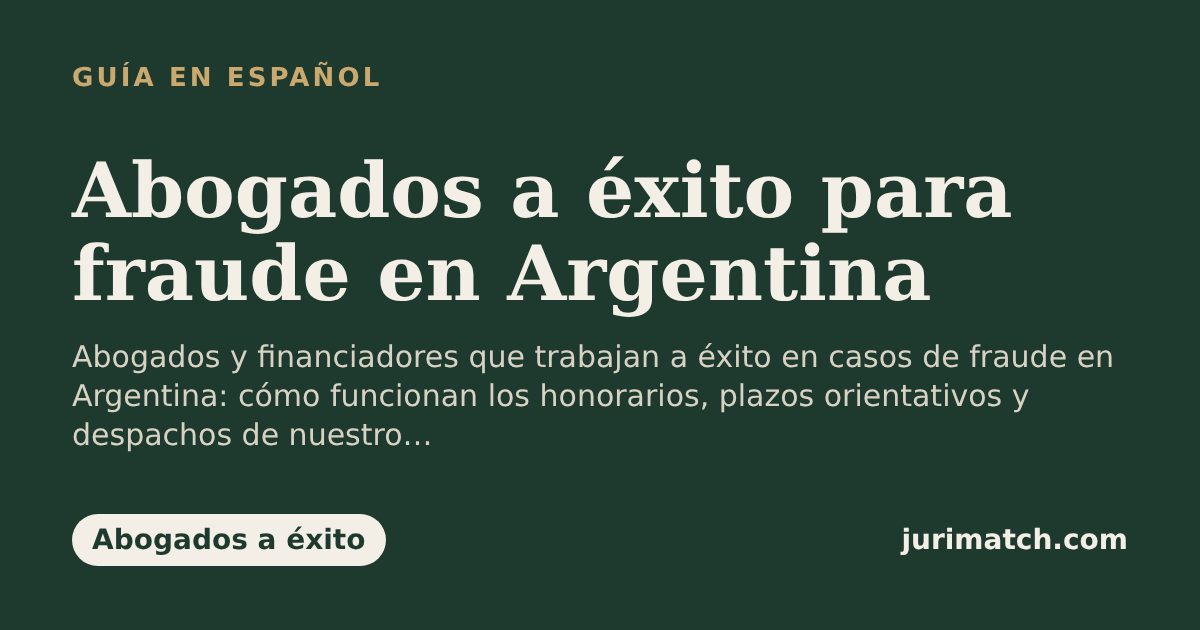 GUÍA EN ESPAÑOL
Abogados a éxito para
fraude en Argentina
Abogados y financiadores que trabajan a éxito en casos de fraude en
Argentina: cómo funcionan los honorarios, plazos orientativos y
despachos de nuestro…
Abogados a éxito
jurimatch.com